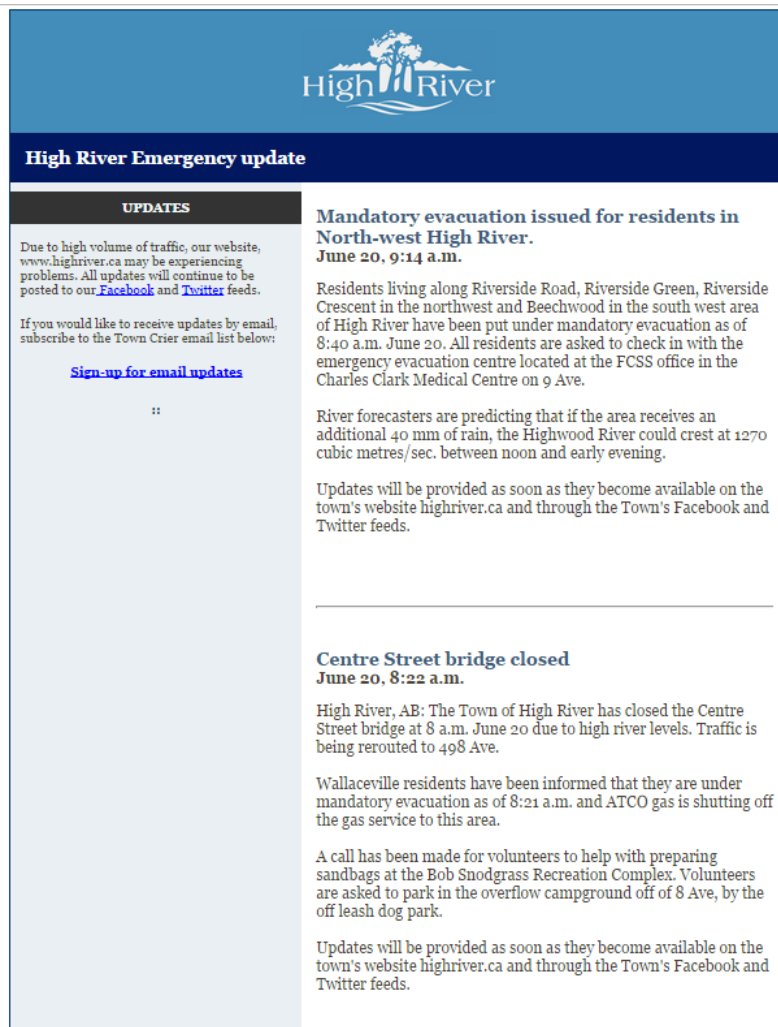 High River
High River Emergency update
UPDATES
Due to high volume of traffic, our website,
www.highriver.ca may be experiencing
problems. All updates will continue to be
posted to our Facebook and Twitter feeds.
If you would like to receive updates by email,
subscribe to the Town Crier email list below:
Sign-up for email updates
::
Mandatory evacuation issued for residents in
North-west High River.
June 20, 9:14 a.m.
Residents living along Riverside Road, Riverside Green, Riverside
Crescent in the northwest and Beechwood in the south west area
of High River have been put under mandatory evacuation as of
8:40 a.m. June 20. All residents are asked to check in with the
emergency evacuation centre located at the FCSS office in the
Charles Clark Medical Centre on 9 Ave.
River forecasters are predicting that if the area receives an
additional 40 mm of rain, the Highwood River could crest at 1270
cubic metres/sec. between noon and early evening.
Updates will be provided as soon as they become available on the
town's website highriver.ca and through the Town's Facebook and
Twitter feeds.
Centre Street bridge closed
June 20, 8:22 a.m.
High River, AB: The Town of High River has closed the Centre
Street bridge at 8 a.m. June 20 due to high river levels. Traffic is
being rerouted to 498 Ave.
Wallaceville residents have been informed that they are under
mandatory evacuation as of 8:21 a.m. and ATCO gas is shutting off
the gas service to this area.
A call has been made for volunteers to help with preparing
sandbags at the Bob Snodgrass Recreation Complex. Volunteers
are asked to park in the overflow campground off of 8 Ave, by the
off leash dog park.
Updates will be provided as soon as they become available on the
town's website highriver.ca and through the Town's Facebook and
Twitter feeds.